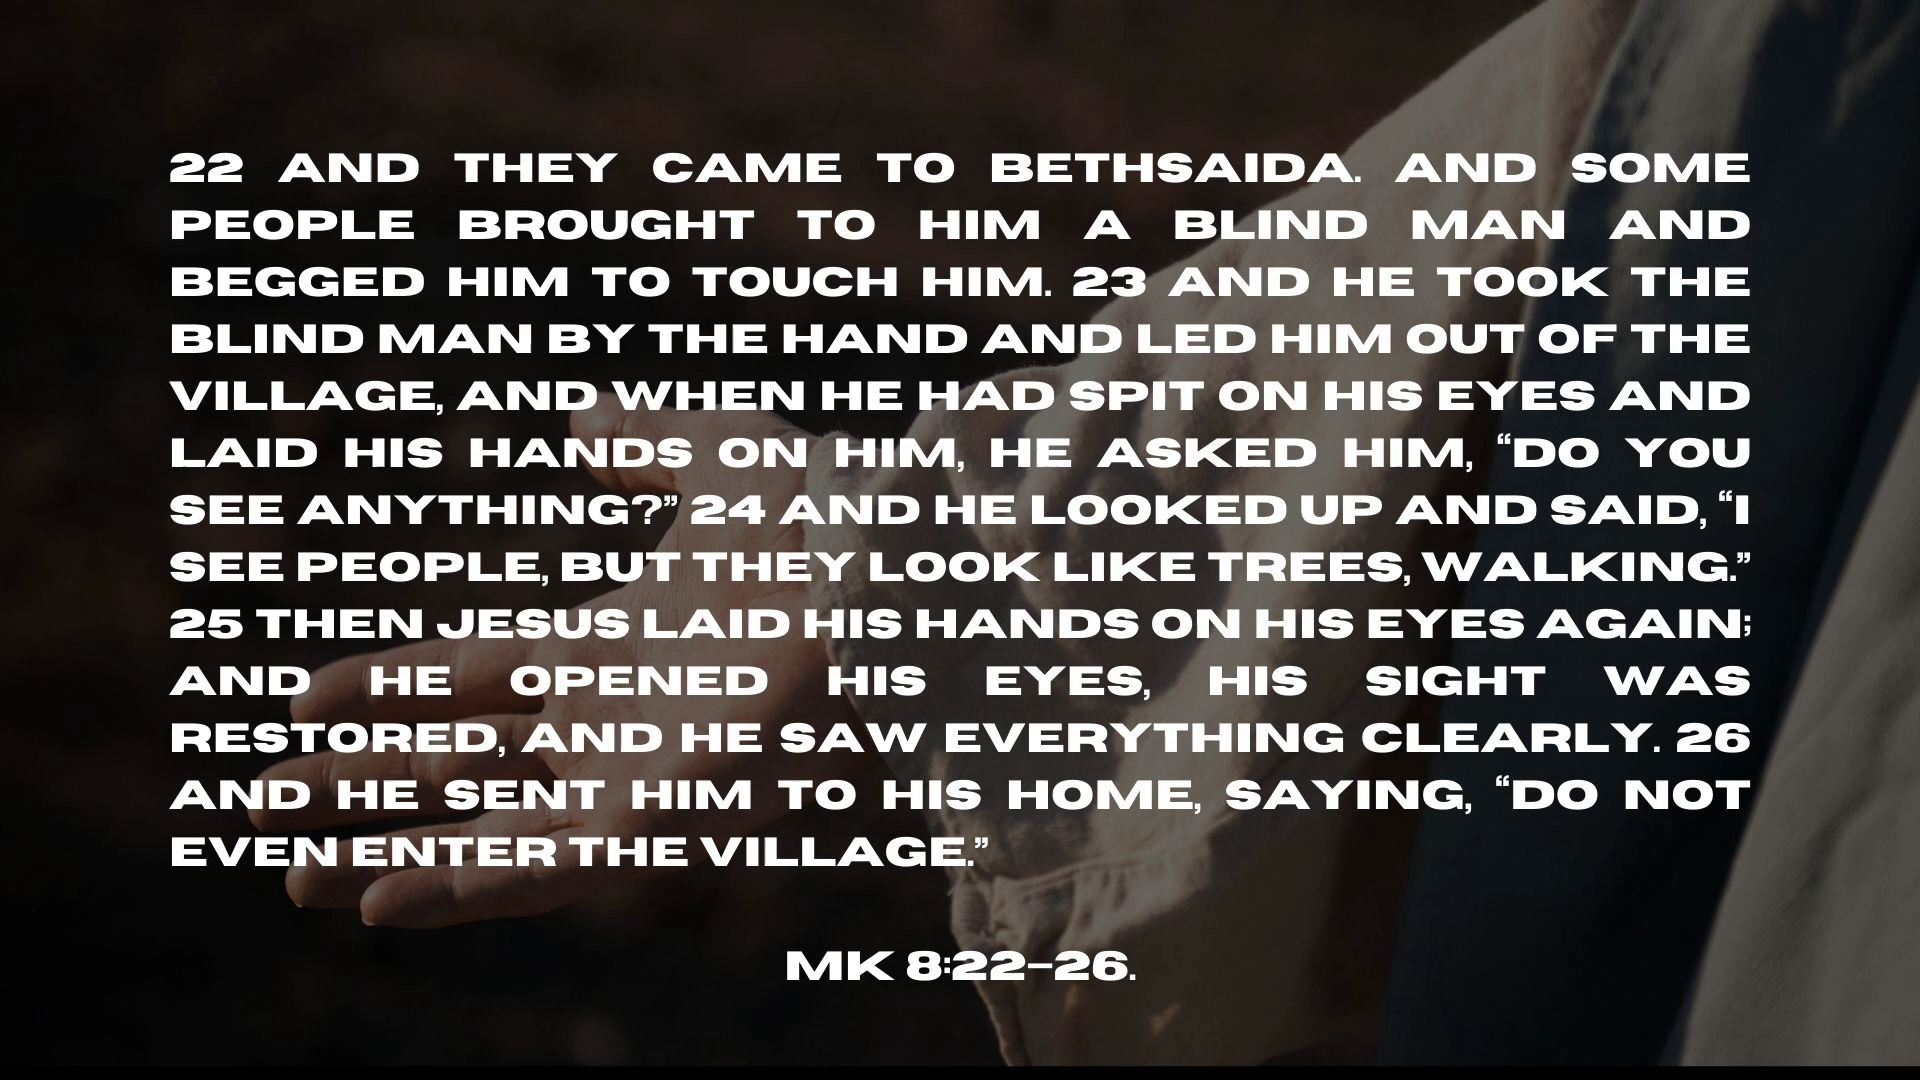 22 AND THEY CAME TO BETHSAIDA. AND SOME
PEOPLE BROUGHT TO HIM A BLIND MAN AND
BEGGED HIM TO TOUCH HIM. 23 AND HE TOOK THE
BLIND MAN BY THE HAND AND LED HIM OUT OF THE
VILLAGE, AND WHEN HE HAD SPIT ON HIS EYES AND
LAID HIS HANDS ON HIM, HE ASKED HIM, “DO YOU
SEE ANYTHING?” 24 AND HE LOOKED UP AND SAID, “I
SEE PEOPLE, BUT THEY LOOK LIKE TREES, WALKING.”
25 THEN JESUS LAID HIS HANDS ON HIS EYES AGAIN;
AND HE OPENED HIS EYES, HIS SIGHT WAS
RESTORED, AND HE SAW EVERYTHING CLEARLY. 26
AND HE SENT HIM TO HIS HOME, SAYING, “DO NOT
EVEN ENTER THE VILLAGE.”
MK 8:22–26.